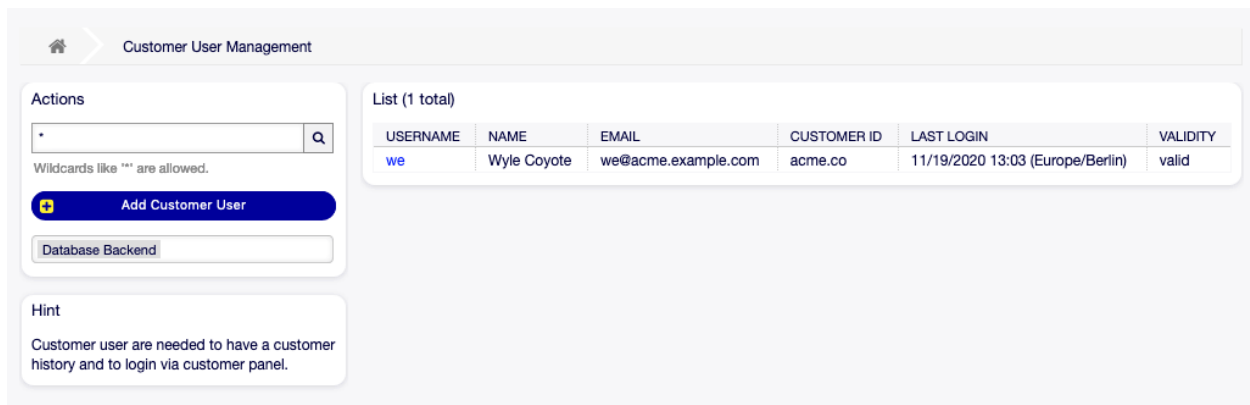 Customer User Management
Actions
*
Wildcards like '*' are allowed.
Add Customer User
Database Backend
Hint
Customer user are needed to have a customer
history and to login via customer panel.
List (1 total)
USERNAME NAME EMAIL CUSTOMER ID LAST LOGIN VALIDITY
we Wyle Coyote we@acme.example.com acme.co 11/19/2020 13:03 (Europe/Berlin) valid